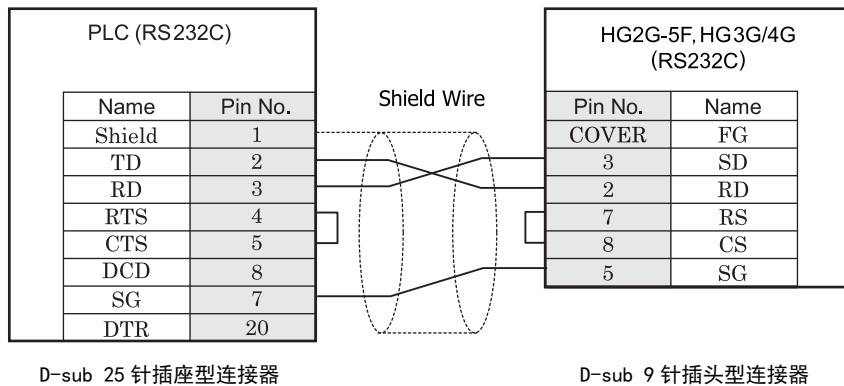 PLC (RS232C)
HG2G-5F, HG3G/4G
(RS232C)
Shield Wire
Name Pin No.
Shield 1
TD 2
RD 3
RTS 4
CTS 5
DCD 8
SG 7
DTR 20
Pin No. Name
COVER FG
3 SD
2 RD
7 RS
8 CS
5 SG
D-sub 25 针插座型连接器
D-sub 9 针插头型连接器